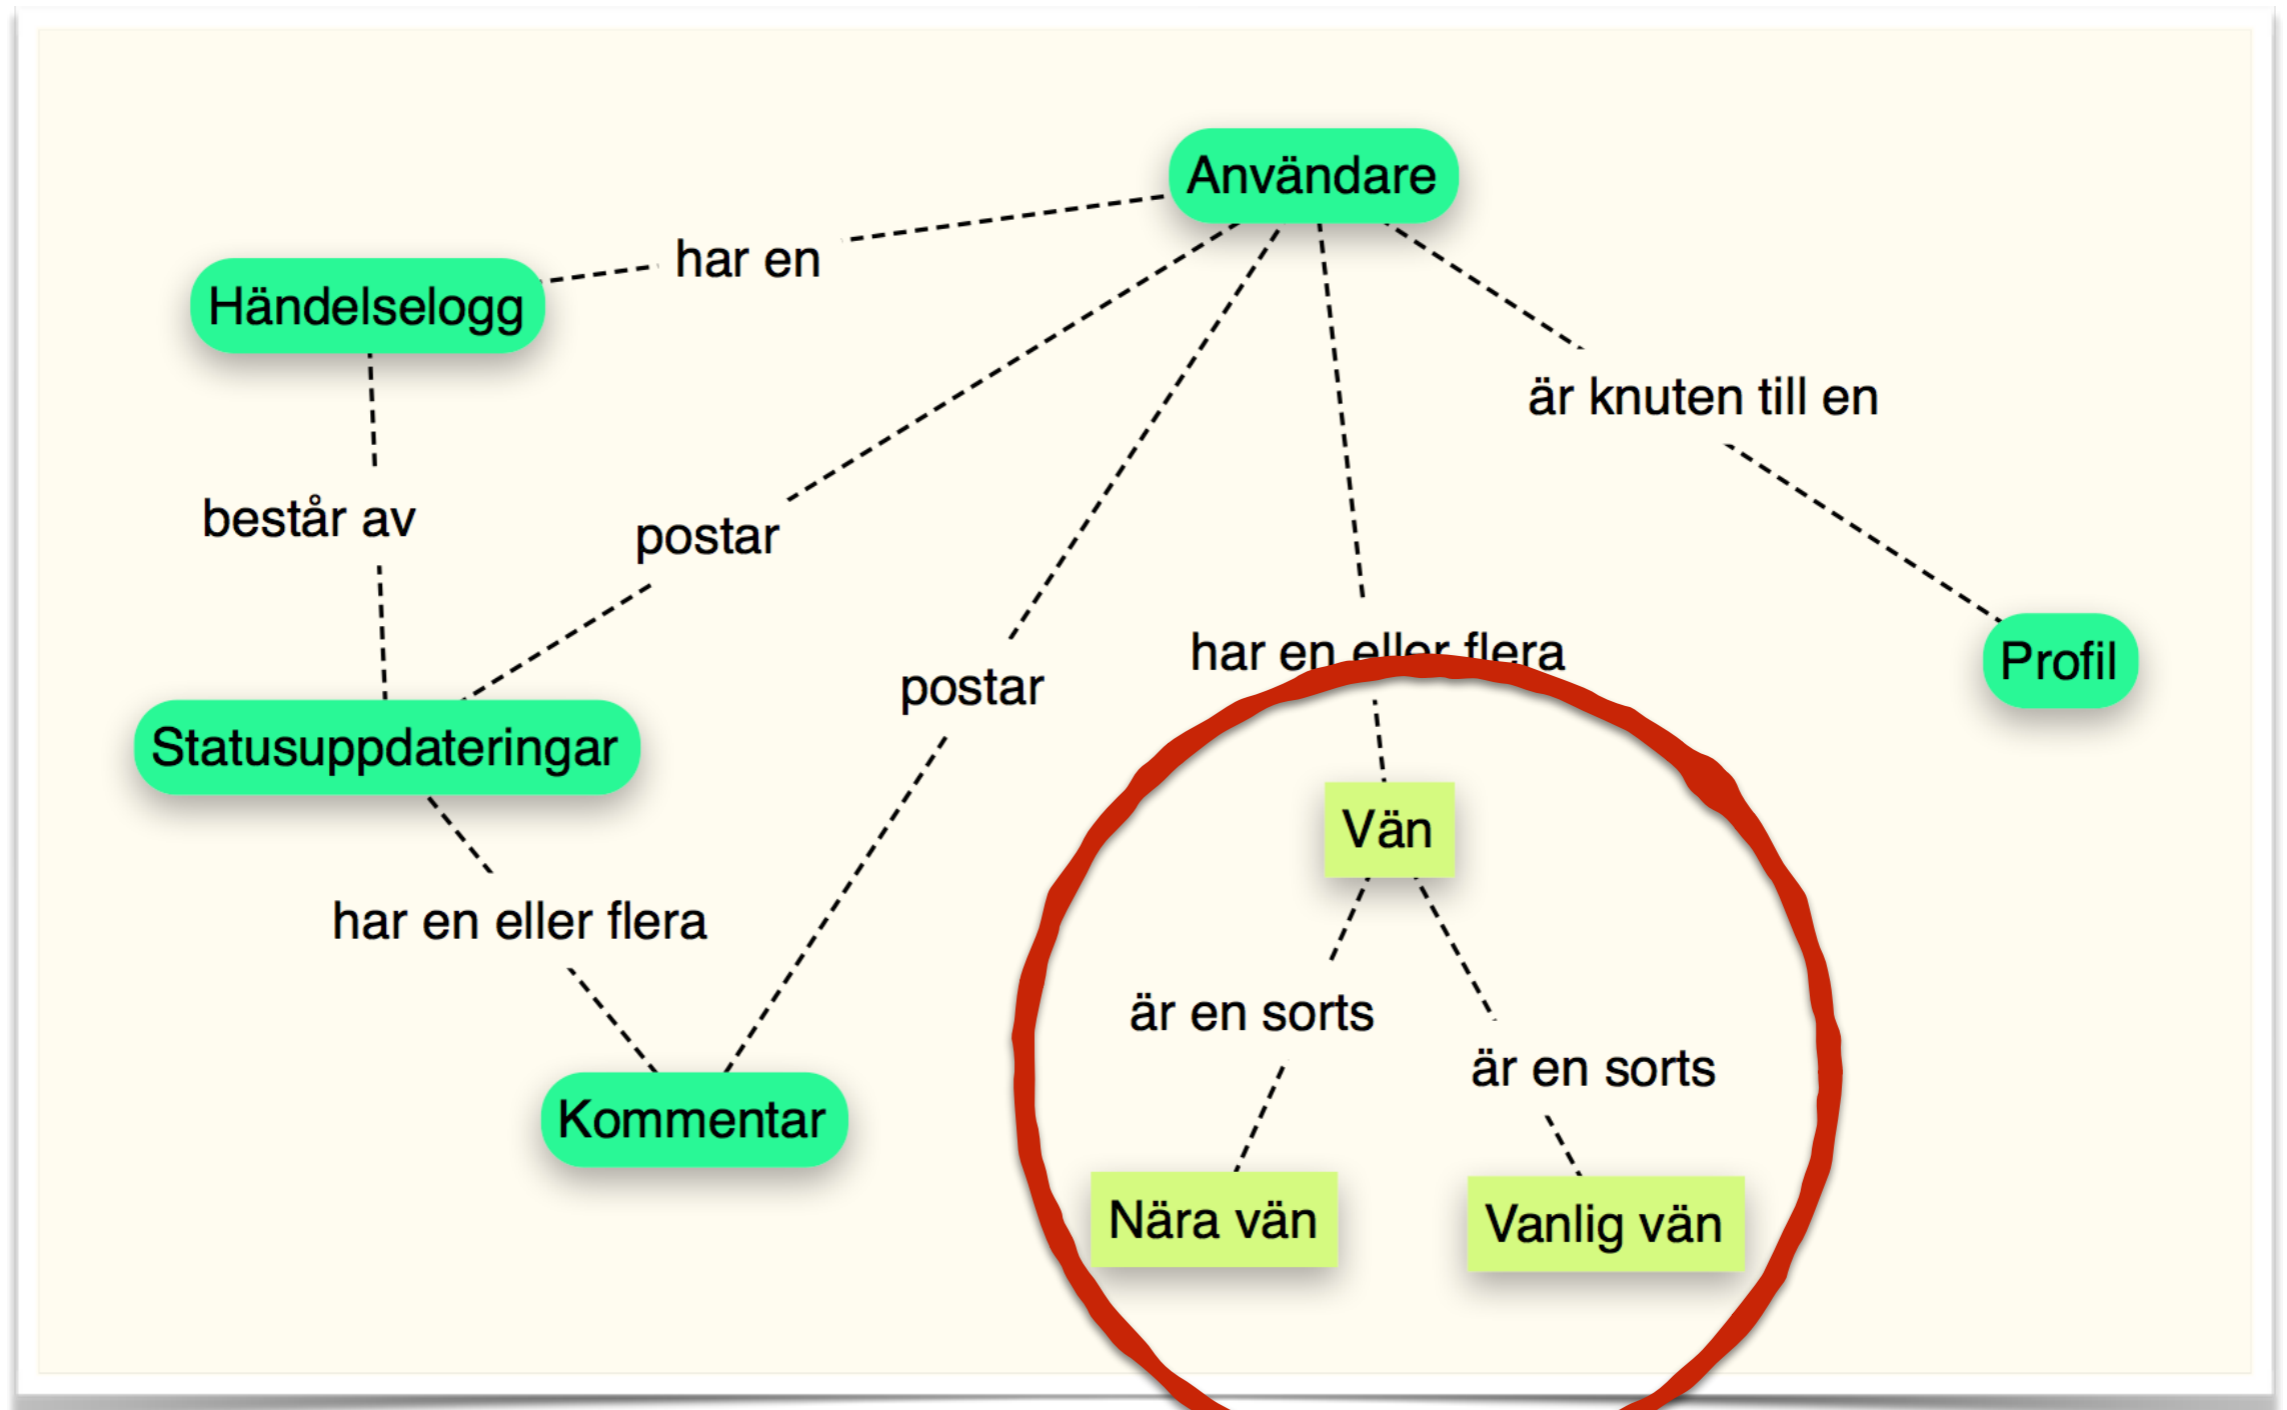 Användare
har en
Händelselogg
är knuten till en
består av
postar
har en eller flera
Profil
postar
Statusuppdateringar
Vän
har en eller flera
är en sorts
är en sorts
Kommentar
Nära vän
Vanlig vän